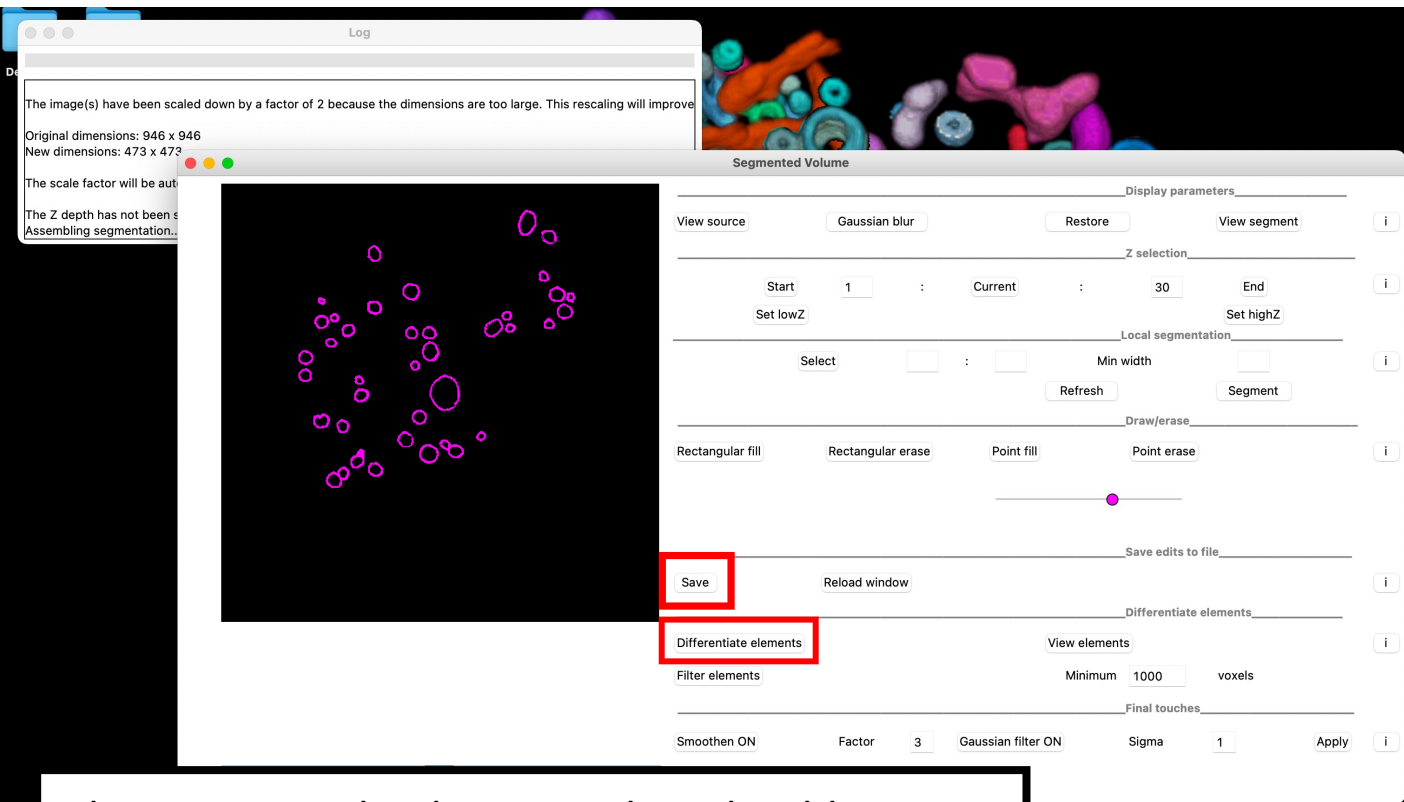 Log
The image(s) have been scaled down by a factor of 2 because the dimensions are too large. This rescaling will improve
Original dimensions: 946 x 946
New dimensions: 473 x 473
The scale factor will be
The Z depth has not been
Assembling segmentation..
Segmented Volume
Display parameters
View source Gaussian blur Restore View segment i
Z selection
Start 1 : Current : 30 End i
Set lowZ Set highZ
Local segmentation
Select : Min width i
Refresh Segment
Draw/erase
Rectangular fill Rectangular erase Point fill Point erase i
Save edits to file
Save Reload window i
Differentiate elements
Differentiate elements View elements i
Filter elements Minimum 1000 voxels
Final touches
Smoothen ON Factor 3 Gaussian filter ON Sigma 1 Apply i